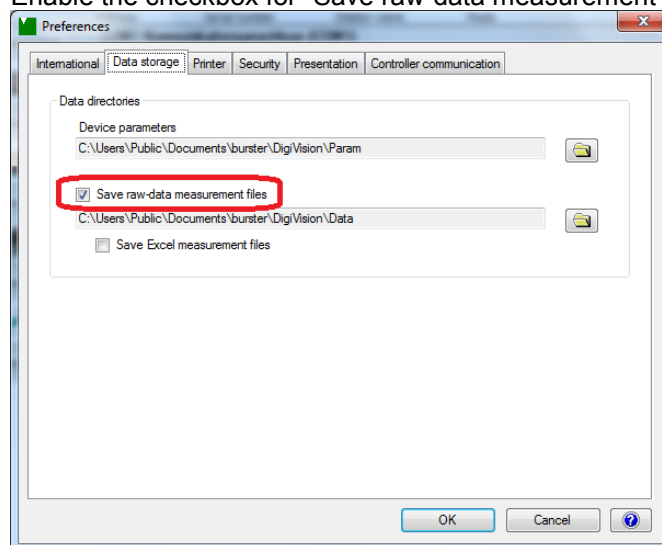 Enable the checkbox for "Save raw-data measurement
Preferences
International Data storage Printer Security Presentation Controller communication
Data directories
Device parameters
C:\Users\Public\Documents\burster\DigiVision\Param
Save raw-data measurement files
C:\Users\Public\Documents\burster\DigiVision\Data
Save Excel measurement files
OK Cancel